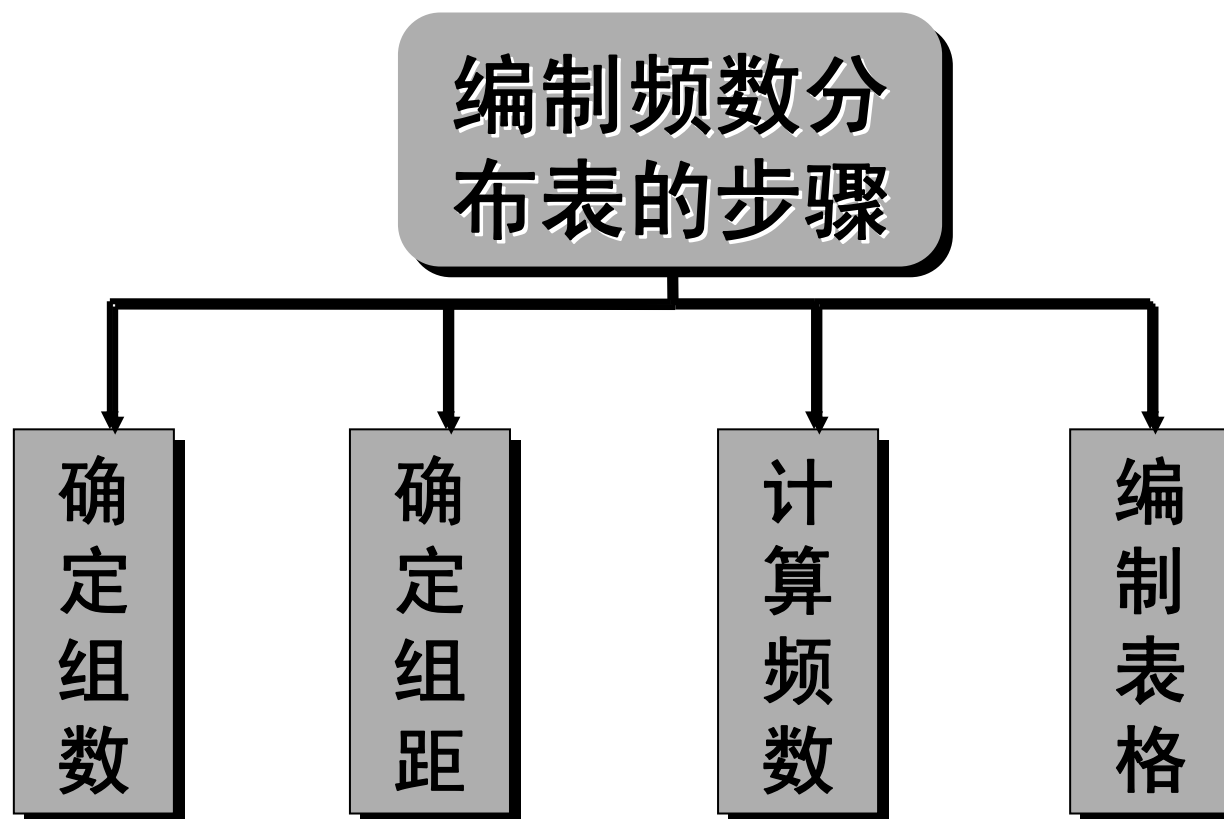 编制频数分
布表的步骤
确定组数
确定组距
计算频数
编制表格